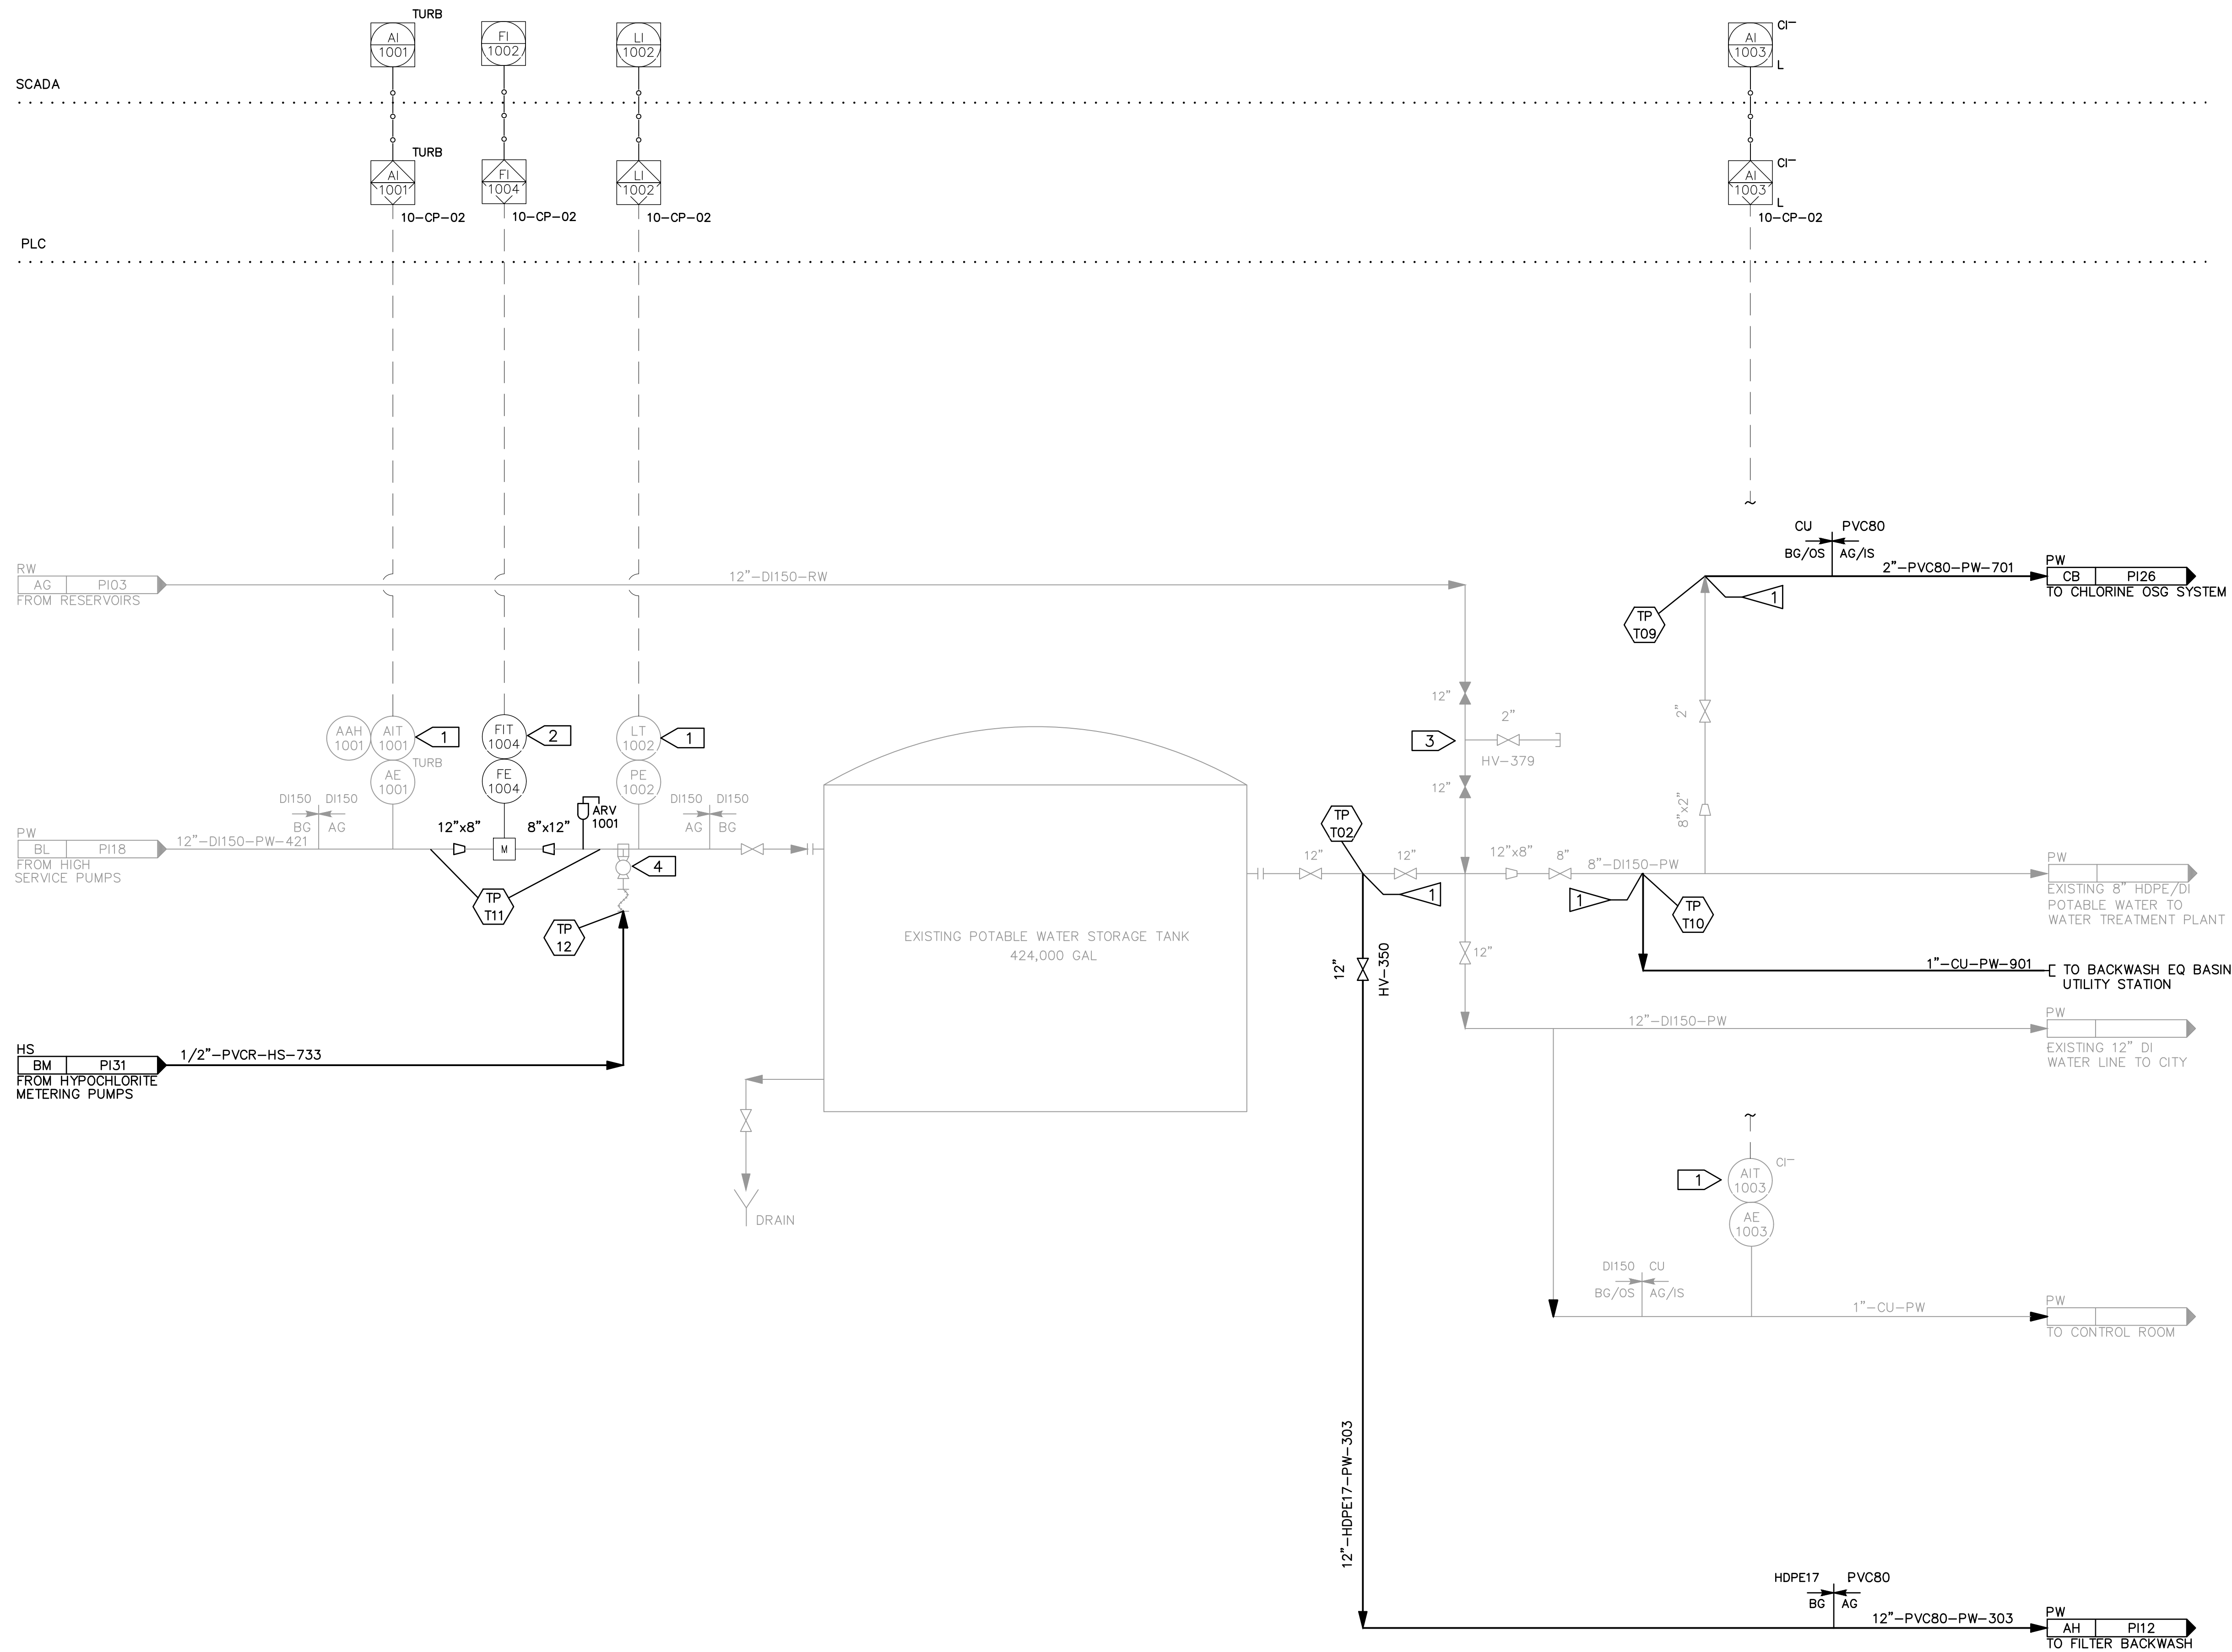 TURB
AI
1001
FI
1002
LI
1002
AI
1003
CI—
L
SCADA
TURB
AI
1001
10-CP-02
FI
1004
10-CP-02
LI
1002
10-CP-02
CI—
AI
1003
L
10-CP-02
PLC
~
CU PVC80
BG/OS AG/IS
RW
AG PI03
FROM RESERVOIRS
12"-DI150-RW
2"-PVC80-PW-701
PW
CB PI26
TO CHLORINE OSG SYSTEM
1
TP
T09
12"
2"
2"
3
HV-379
12"
8"x2"
AAH
1001
AIT
1001
1
AE
1001
TURB
FIT
1004
2
FE
1004
LT
1002
1
PE
1002
DI150 DI150
BG AG
12"x8"
8"x12"
ARV
1001
DI150 DI150
AG BG
PW
BL PI18
FROM HIGH
SERVICE PUMPS
12"-DI150-PW-421
M
4
TP
T11
TP
12
TP
T02
12"
12"
12"x8"
8"
8"-DI150-PW
1
1
TP
T10
PW
EXISTING 8" HDPE/DI
POTABLE WATER TO
WATER TREATMENT PLANT
EXISTING POTABLE WATER STORAGE TANK
424,000 GAL
12"
HV-350
12"
1"-CU-PW-901
TO BACKWASH EQ BASIN
UTILITY STATION
12"-DI150-PW
PW
EXISTING 12" DI
WATER LINE TO CITY
HS
BM PI31
FROM HYPOCHLORITE
METERING PUMPS
1/2"-PVCR-HS-733
DRAIN
~
1
AIT
1003
CI—
AE
1003
DI150 CU
BG/OS AG/IS
1"-CU-PW
PW
TO CONTROL ROOM
12"-HDPE17-PW-303
HDPE17 PVC80
BG AG
12"-PVC80-PW-303
PW
AH PI12
TO FILTER BACKWASH